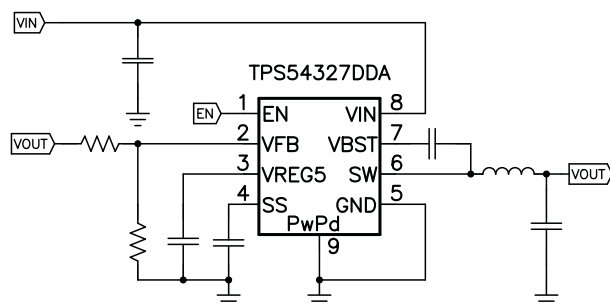 VIN
TPS54327DDA
1 EN VIN 8
EN
VOUT
2 VFB VBST 7
3 VREG5 SW 6
VOUT
4 SS GND 5
PwPd
9